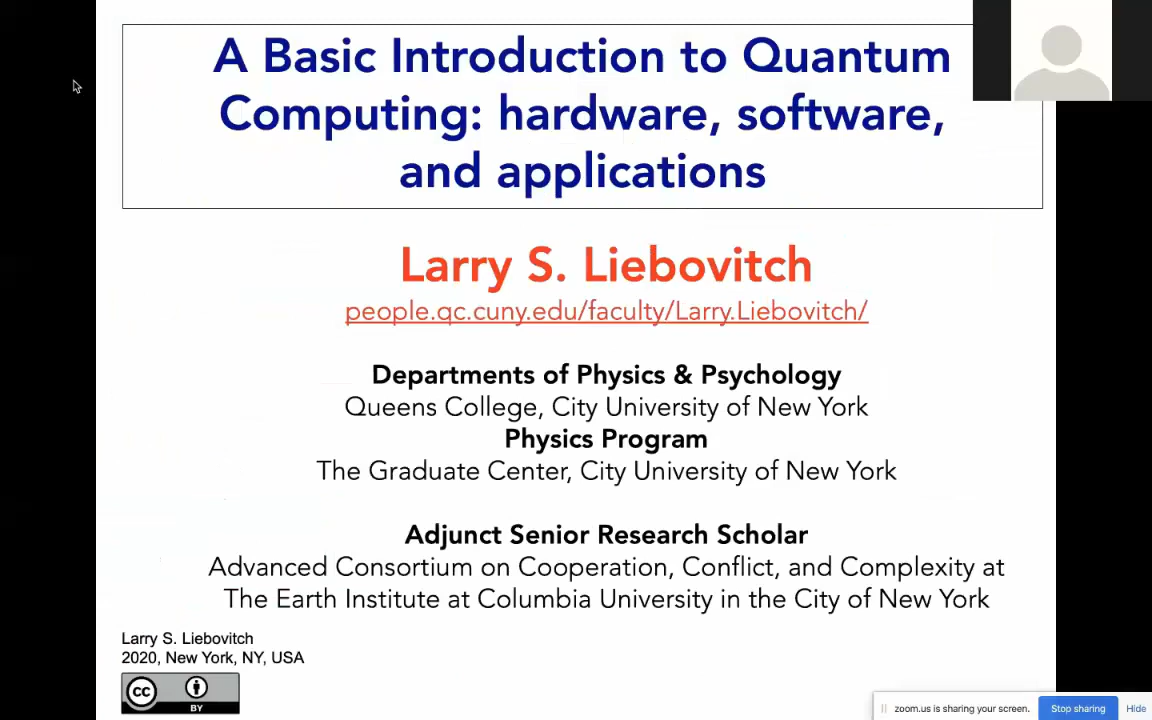 A Basic Introduction to Quantum
Computing: hardware, software,
and applications
Larry S. Liebovitch
people.qc.cuny.edu/faculty/Larry.Liebovitch/
Departments of Physics & Psychology
Queens College, City University of New York
Physics Program
The Graduate Center, City University of New York
Adjunct Senior Research Scholar
Advanced Consortium on Cooperation, Conflict, and Complexity at
The Earth Institute at Columbia University in the City of New York
Larry S. Liebovitch
2020, New York, NY, USA
cc
BY
zoom.us is sharing your screen.
Stop sharing
Hide